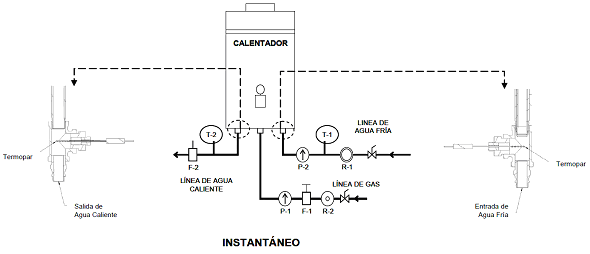 CALENTADOR
T-2
T-1
LINEA DE
AGUA FRÍA
Termopar
F-2
P-2
R-1
Termopar
LÍNEA DE AGUA
CALIENTE
LÍNEA DE GAS
Salida de
Agua Caliente
P-1
F-1
R-2
Entrada de
Agua Fría
INSTANTÁNEO